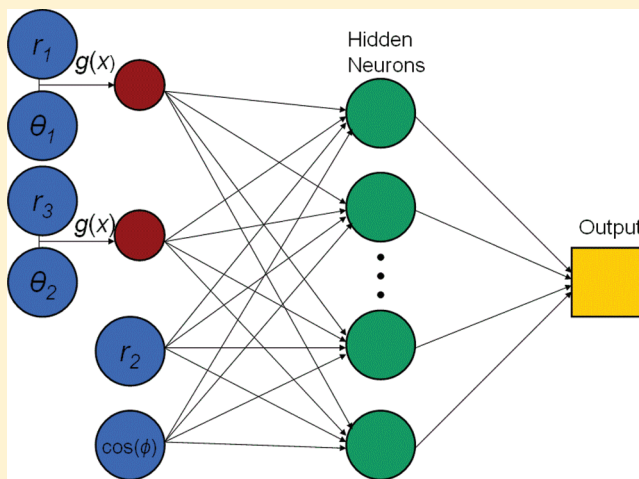 r1
g(x)
θ1
r3
g(x)
θ2
r2
cos(ϕ)
Hidden
Neurons
Output